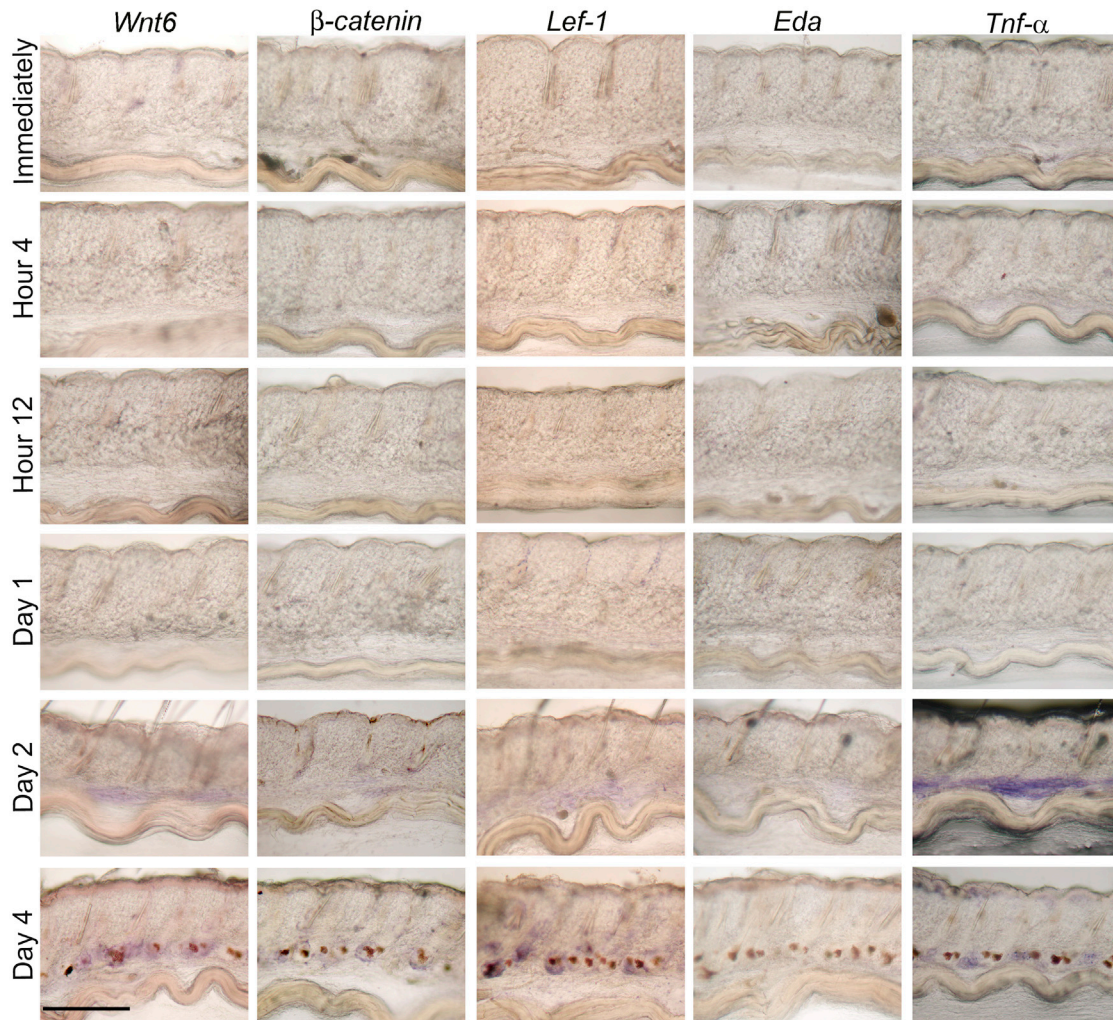 Wnt6 β-catenin Lef-1 Eda Tnf-α
Immediately
Hour 4
Hour 12
Day 1
Day 2
Day 4